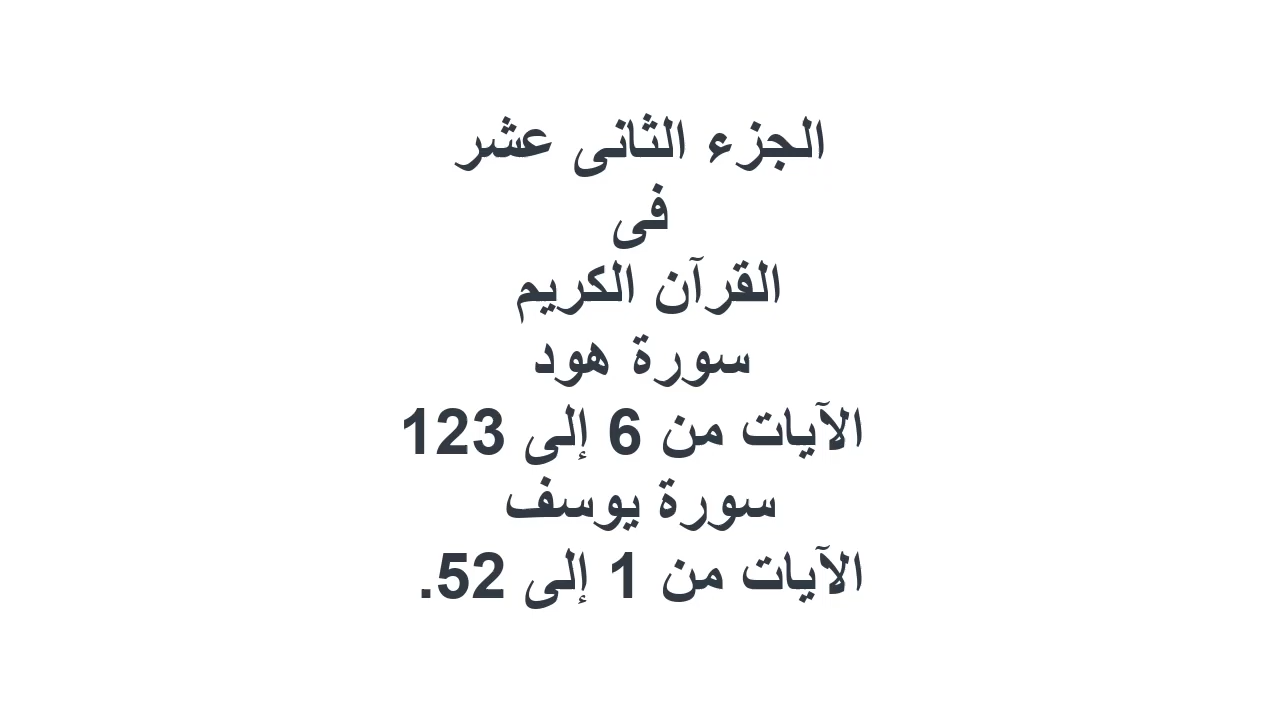 الجزء الثانى عشر
فى
القرآن الكريم
سورة هود
الآيات من 6 إلى 123
سورة يوسف
الآيات من 1 إلى 52.